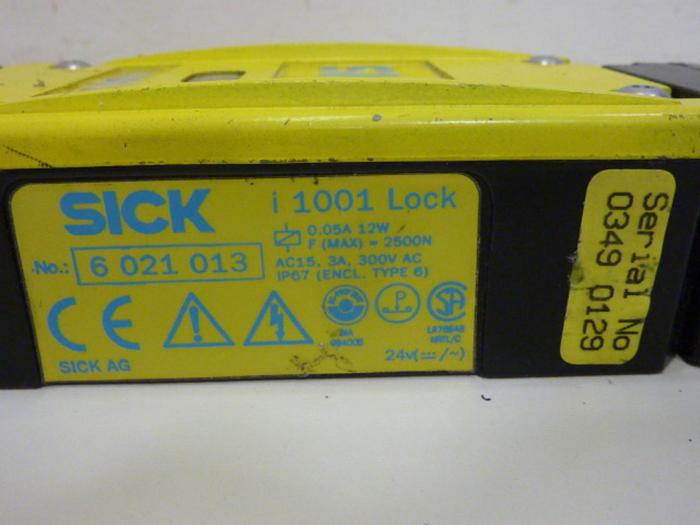 SICK
i 1001 Lock
0.05A 12W
F (MAX) = 2500N
No.: 6 021 013
AC15, 3A, 300V AC
IP67 (ENCL. TYPE 6)
CE
SICK AG
24V
Serial No
0349 0129